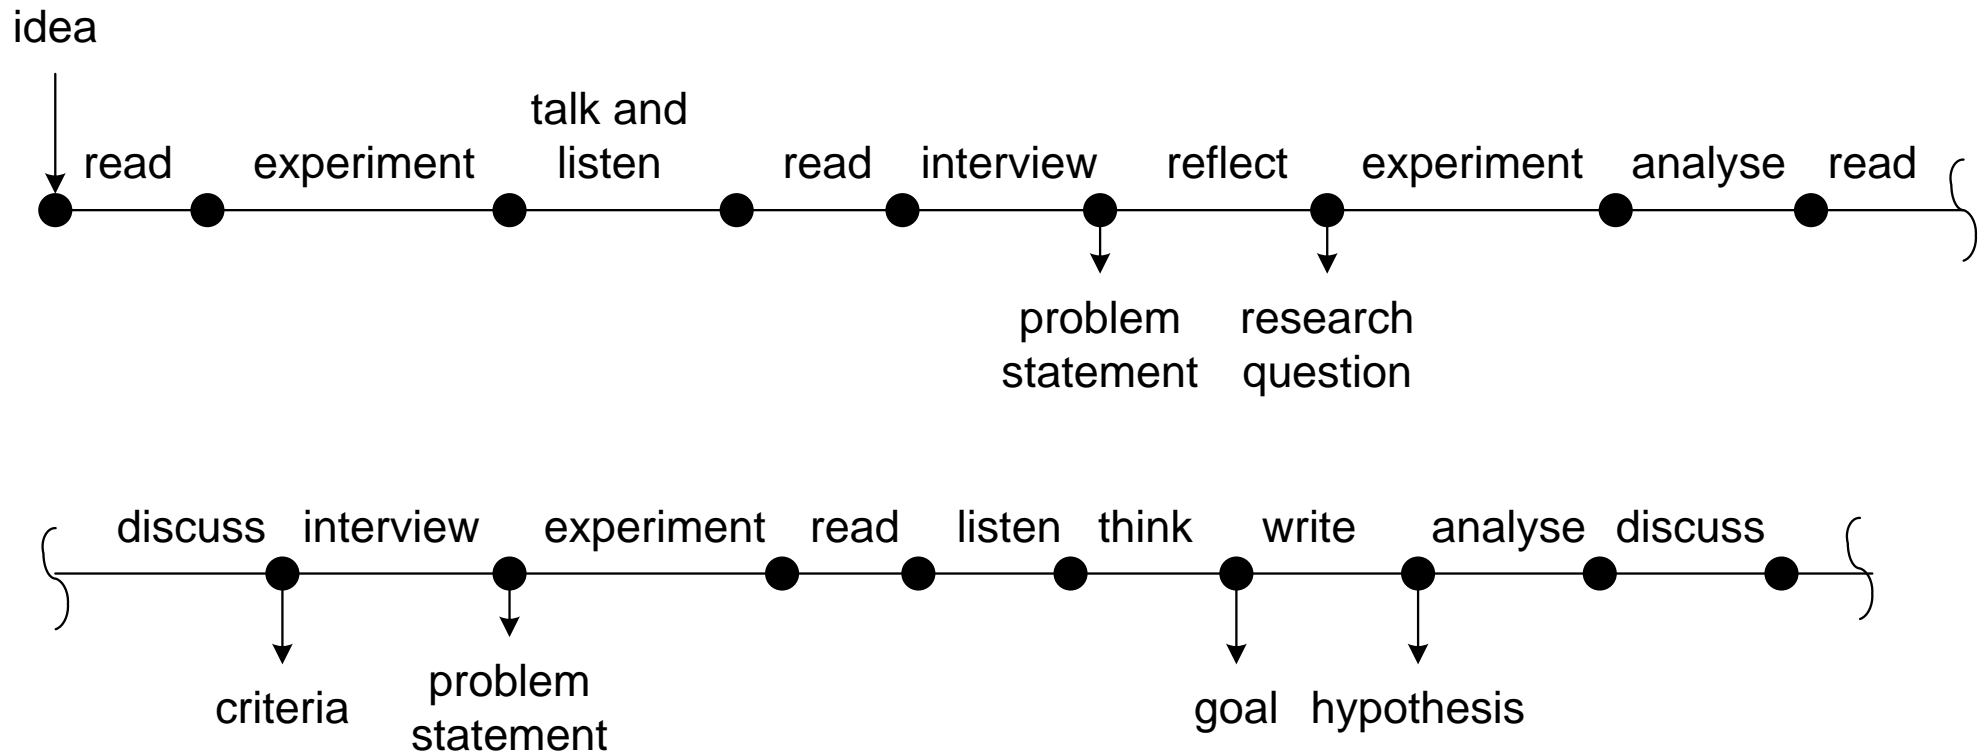 idea
talk and
read experiment listen read interview reflect experiment analyse read
problem research
statement question
discuss interview experiment read listen think write analyse discuss
criteria problem statement goal hypothesis